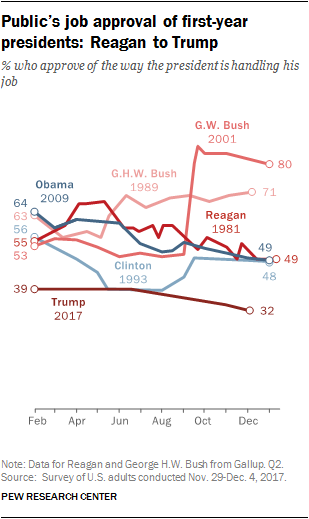 Public's job approval of first-year
presidents: Reagan to Trump
% who approve of the way the president is handling his
job
G.W. Bush
2001
80
G.H.W. Bush
1989
71
Obama
2009
64
63
56
55
53
Reagan
1981
49
49
48
Clinton
1993
39
Trump
2017
32
Feb Apr Jun Aug Oct Dec
Note: Data for Reagan and George H.W. Bush from Gallup. Q2.
Source: Survey of U.S. adults conducted Nov. 29-Dec. 4, 2017.
PEW RESEARCH CENTER